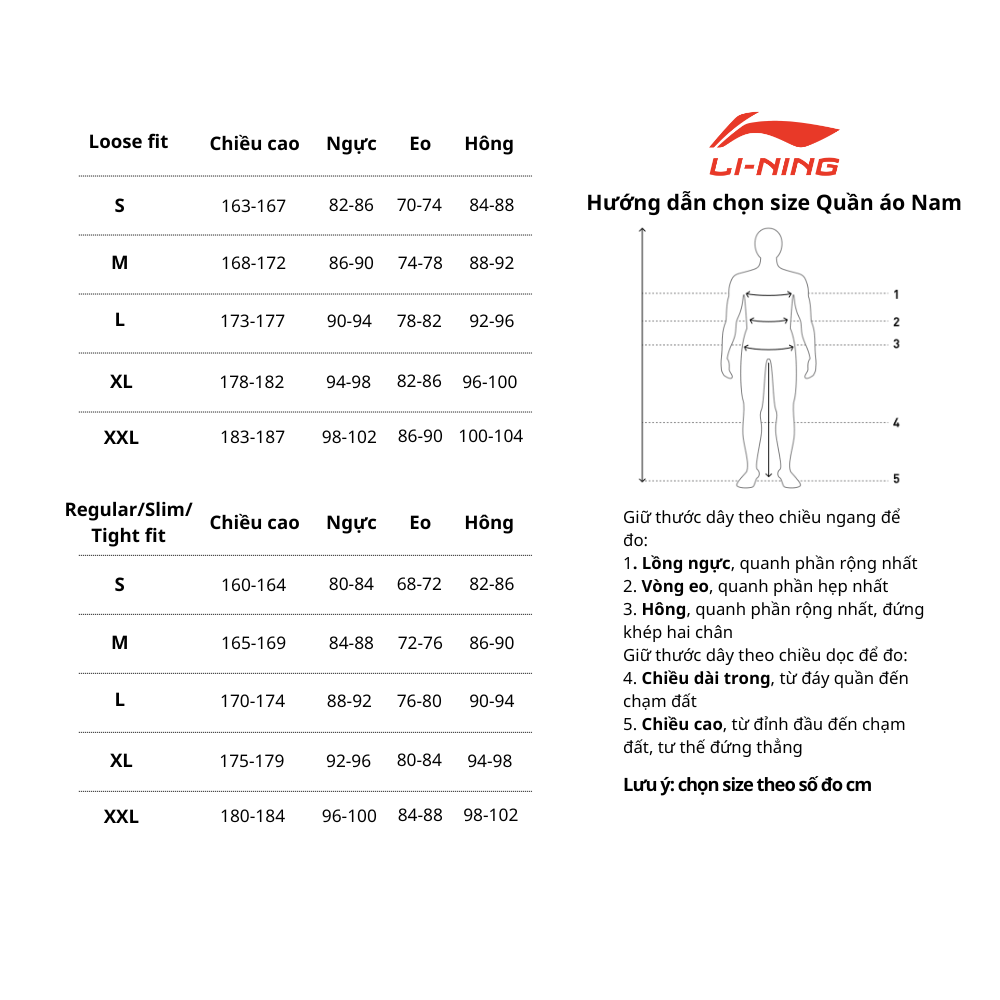 Loose fit Chiều cao Ngực Eo Hông
S 163-167 82-86 70-74 84-88
M 168-172 86-90 74-78 88-92
L 173-177 90-94 78-82 92-96
XL 178-182 94-98 82-86 96-100
XXL 183-187 98-102 86-90 100-104
Regular/Slim/
Tight fit Chiều cao Ngực Eo Hông
S 160-164 80-84 68-72 82-86
M 165-169 84-88 72-76 86-90
L 170-174 88-92 76-80 90-94
XL 175-179 92-96 80-84 94-98
XXL 180-184 96-100 84-88 98-102
LI-NING
Hướng dẫn chọn size Quần áo Nam
1
2
3
4
5
Giữ thước dây theo chiều ngang để
đo:
1. Lồng ngực, quanh phần rộng nhất
2. Vòng eo, quanh phần hẹp nhất
3. Hông, quanh phần rộng nhất, đứng
khép hai chân
Giữ thước dây theo chiều dọc để đo:
4. Chiều dài trong, từ đáy quần đến
chạm đất
5. Chiều cao, từ đỉnh đầu đến chạm
đất, tư thế đứng thẳng
Lưu ý: chọn size theo số đo cm